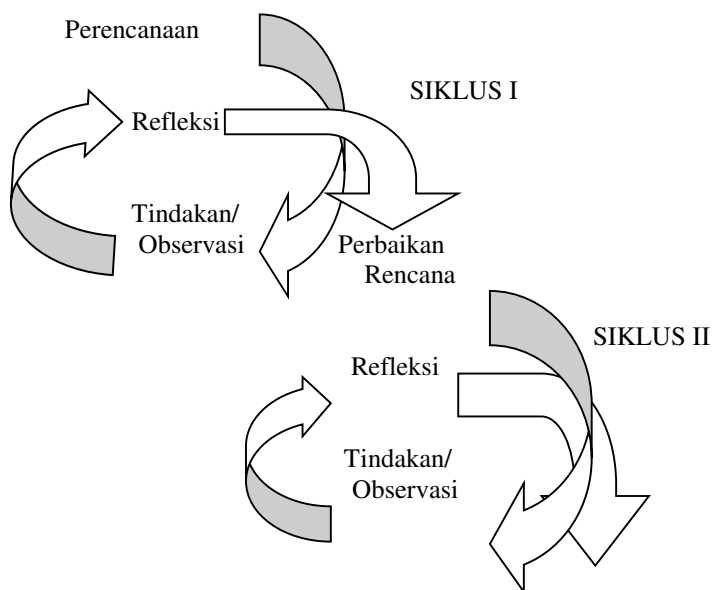 Perencanaan
SIKLUS I
Refleksi
Tindakan/
Observasi
Perbaikan
Rencana
SIKLUS II
Refleksi
Tindakan/
Observasi